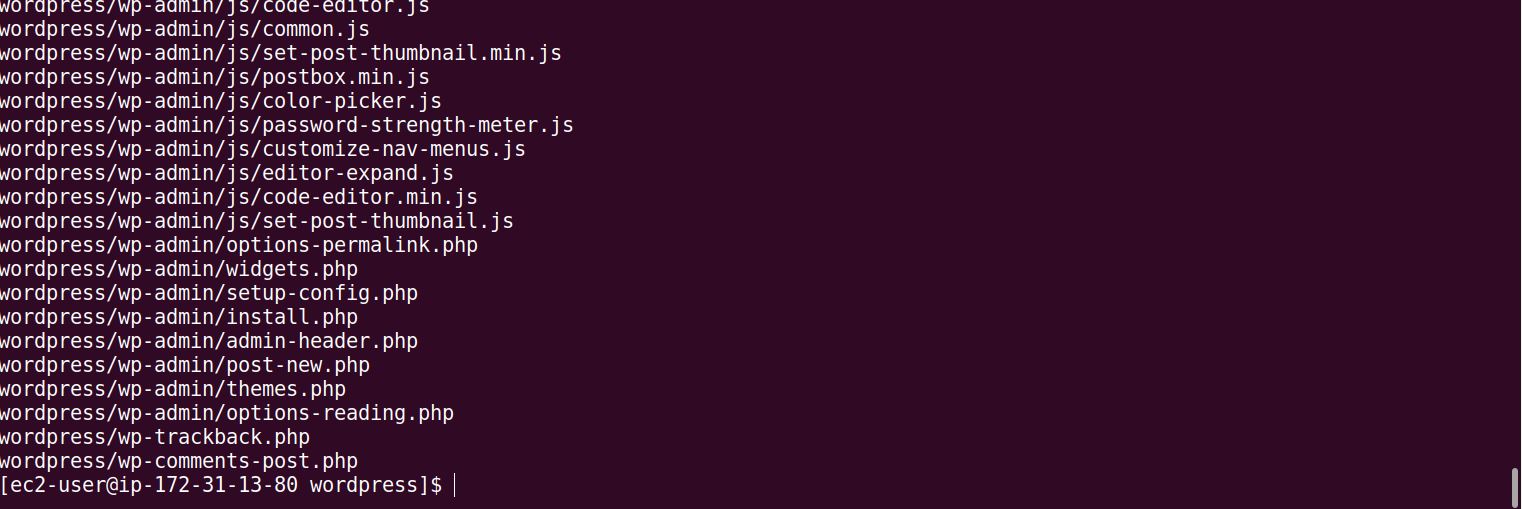 wordpress/wp-admin/js/code-editor.js
wordpress/wp-admin/js/common.js
wordpress/wp-admin/js/set-post-thumbnail.min.js
wordpress/wp-admin/js/postbox.min.js
wordpress/wp-admin/js/color-picker.js
wordpress/wp-admin/js/password-strength-meter.js
wordpress/wp-admin/js/customize-nav-menus.js
wordpress/wp-admin/js/editor-expand.js
wordpress/wp-admin/js/code-editor.min.js
wordpress/wp-admin/js/set-post-thumbnail.js
wordpress/wp-admin/options-permalink.php
wordpress/wp-admin/widgets.php
wordpress/wp-admin/setup-config.php
wordpress/wp-admin/install.php
wordpress/wp-admin/admin-header.php
wordpress/wp-admin/post-new.php
wordpress/wp-admin/themes.php
wordpress/wp-admin/options-reading.php
wordpress/wp-trackback.php
wordpress/wp-comments-post.php
[ec2-user@ip-172-31-13-80 wordpress]$